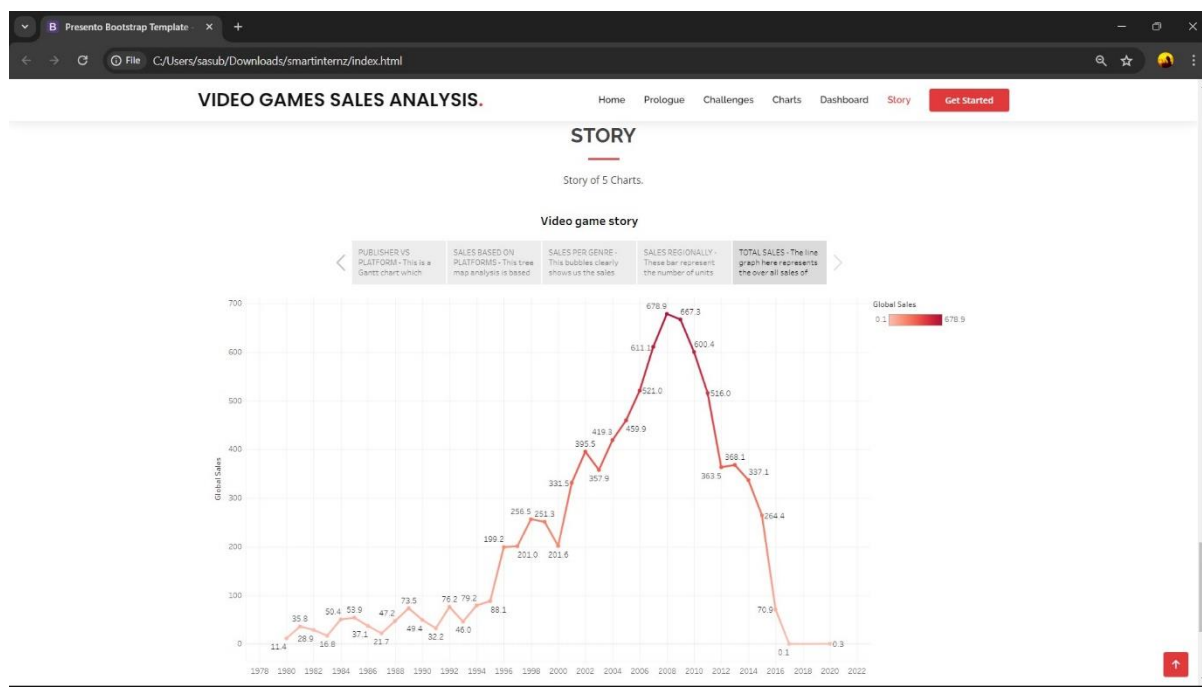 Presento Bootstrap Template -
File C:/Users/sasub/Downloads/smartinternz/index.html
VIDEO GAMES SALES ANALYSIS.
Home Prologue Challenges Charts Dashboard Story Get Started
STORY
Story of 5 Charts.
Video game story
PUBLISHER VS
PLATFORM - This is a
Gantt chart which
SALES BASED ON
PLATFORMS - This tree
map analysis is based
SALES PER GENRE -
This bubbles clearly
shows us the sales
SALES REGIONALLY -
These bar represent
the number of units
TOTAL SALES - The line
graph here represents
the over all sales of
Global Sales
0.1 678.9
Global Sales
700
600
500
400
300
200
100
0
11.4
35.8
28.9
16.8
50.4
53.9
37.1
21.7
47.2
73.5
49.4
32.2
76.2
46.0
79.2
88.1
199.2
201.0
256.5
251.3
201.6
331.5
395.5
357.9
419.3
459.9
521.0
611.1
678.9
667.3
600.4
516.0
363.5
368.1
337.1
264.4
70.9
0.1
0.3
1978 1980 1982 1984 1986 1988 1990 1992 1994 1996 1998 2000 2002 2004 2006 2008 2010 2012 2014 2016 2018 2020 2022